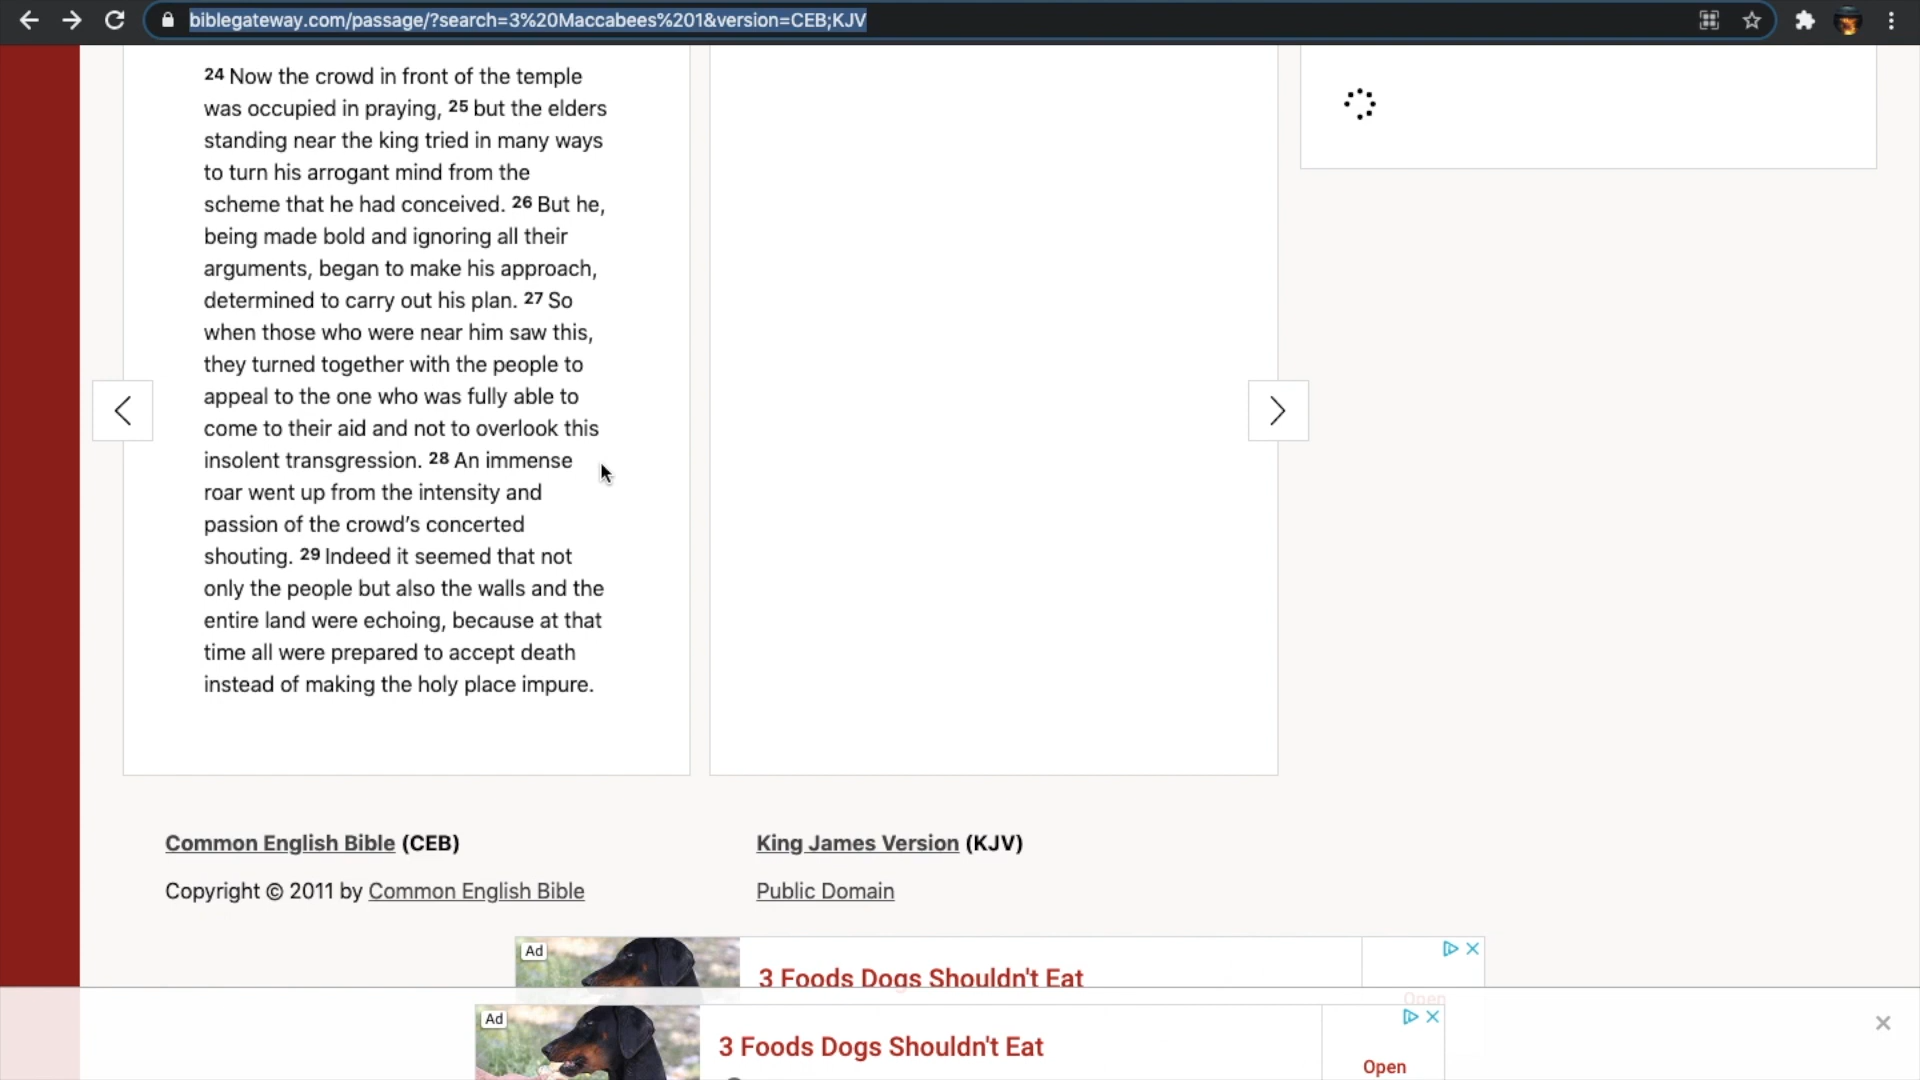 biblegateway.com/passage/?search=3%20Maccabees%201&version=CEB;KJV
24 Now the crowd in front of the temple
was occupied in praying, 25 but the elders
standing near the king tried in many ways
to turn his arrogant mind from the
scheme that he had conceived. 26 But he,
being made bold and ignoring all their
arguments, began to make his approach,
determined to carry out his plan. 27 So
when those who were near him saw this,
they turned together with the people to
appeal to the one who was fully able to
come to their aid and not to overlook this
insolent transgression. 28 An immense
roar went up from the intensity and
passion of the crowd’s concerted
shouting. 29 Indeed it seemed that not
only the people but also the walls and the
entire land were echoing, because at that
time all were prepared to accept death
instead of making the holy place impure.
Common English Bible (CEB)
Copyright © 2011 by Common English Bible
King James Version (KJV)
Public Domain
Ad
3 Foods Dogs Shouldn't Eat
Open
Ad
3 Foods Dogs Shouldn't Eat
Open